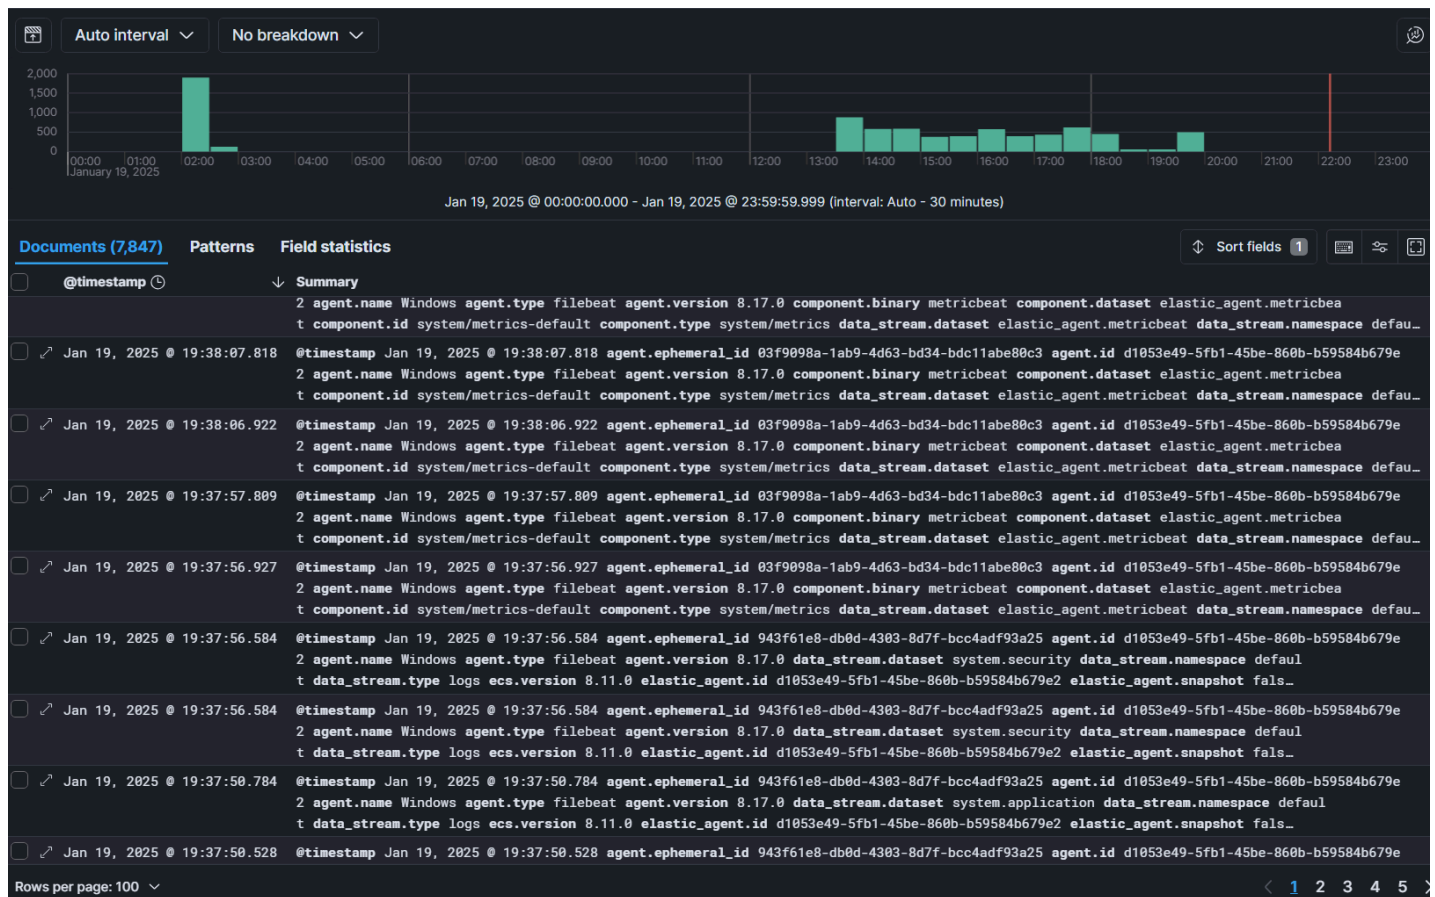 Auto interval No breakdown
2,000
1,500
1,000
500
0
00:00 01:00 02:00 03:00 04:00 05:00 06:00 07:00 08:00 09:00 10:00 11:00 12:00 13:00 14:00 15:00 16:00 17:00 18:00 19:00 20:00 21:00 22:00 23:00
January 19, 2025
Jan 19, 2025 @ 00:00:00.000 - Jan 19, 2025 @ 23:59:59.999 (interval: Auto - 30 minutes)
Documents (7,847) Patterns Field statistics Sort fields 1
@timestamp Summary
2 agent.name Windows agent.type filebeat agent.version 8.17.0 component.binary metricbeat component.dataset elastic_agent.metricbea
t component.id system/metrics-default component.type system/metrics data_stream.dataset elastic_agent.metricbeat data_stream.namespace defau…
Jan 19, 2025 @ 19:38:07.818 @timestamp Jan 19, 2025 @ 19:38:07.818 agent.ephemeral_id 03f9098a-1ab9-4d63-bd34-bdc11abe80c3 agent.id d1053e49-5fb1-45be-860b-b59584b679e
2 agent.name Windows agent.type filebeat agent.version 8.17.0 component.binary metricbeat component.dataset elastic_agent.metricbea
t component.id system/metrics-default component.type system/metrics data_stream.dataset elastic_agent.metricbeat data_stream.namespace defau…
Jan 19, 2025 @ 19:38:06.922 @timestamp Jan 19, 2025 @ 19:38:06.922 agent.ephemeral_id 03f9098a-1ab9-4d63-bd34-bdc11abe80c3 agent.id d1053e49-5fb1-45be-860b-b59584b679e
2 agent.name Windows agent.type filebeat agent.version 8.17.0 component.binary metricbeat component.dataset elastic_agent.metricbea
t component.id system/metrics-default component.type system/metrics data_stream.dataset elastic_agent.metricbeat data_stream.namespace defau…
Jan 19, 2025 @ 19:37:57.809 @timestamp Jan 19, 2025 @ 19:37:57.809 agent.ephemeral_id 03f9098a-1ab9-4d63-bd34-bdc11abe80c3 agent.id d1053e49-5fb1-45be-860b-b59584b679e
2 agent.name Windows agent.type filebeat agent.version 8.17.0 component.binary metricbeat component.dataset elastic_agent.metricbea
t component.id system/metrics-default component.type system/metrics data_stream.dataset elastic_agent.metricbeat data_stream.namespace defau…
Jan 19, 2025 @ 19:37:56.927 @timestamp Jan 19, 2025 @ 19:37:56.927 agent.ephemeral_id 03f9098a-1ab9-4d63-bd34-bdc11abe80c3 agent.id d1053e49-5fb1-45be-860b-b59584b679e
2 agent.name Windows agent.type filebeat agent.version 8.17.0 component.binary metricbeat component.dataset elastic_agent.metricbea
t component.id system/metrics-default component.type system/metrics data_stream.dataset elastic_agent.metricbeat data_stream.namespace defau…
Jan 19, 2025 @ 19:37:56.584 @timestamp Jan 19, 2025 @ 19:37:56.584 agent.ephemeral_id 943f61e8-db0d-4303-8d7f-bcc4adf93a25 agent.id d1053e49-5fb1-45be-860b-b59584b679e
2 agent.name Windows agent.type filebeat agent.version 8.17.0 data_stream.dataset system.security data_stream.namespace defaul
t data_stream.type logs ecs.version 8.11.0 elastic_agent.id d1053e49-5fb1-45be-860b-b59584b679e2 elastic_agent.snapshot fals…
Jan 19, 2025 @ 19:37:56.584 @timestamp Jan 19, 2025 @ 19:37:56.584 agent.ephemeral_id 943f61e8-db0d-4303-8d7f-bcc4adf93a25 agent.id d1053e49-5fb1-45be-860b-b59584b679e
2 agent.name Windows agent.type filebeat agent.version 8.17.0 data_stream.dataset system.security data_stream.namespace defaul
t data_stream.type logs ecs.version 8.11.0 elastic_agent.id d1053e49-5fb1-45be-860b-b59584b679e2 elastic_agent.snapshot fals…
Jan 19, 2025 @ 19:37:50.784 @timestamp Jan 19, 2025 @ 19:37:50.784 agent.ephemeral_id 943f61e8-db0d-4303-8d7f-bcc4adf93a25 agent.id d1053e49-5fb1-45be-860b-b59584b679e
2 agent.name Windows agent.type filebeat agent.version 8.17.0 data_stream.dataset system.application data_stream.namespace defaul
t data_stream.type logs ecs.version 8.11.0 elastic_agent.id d1053e49-5fb1-45be-860b-b59584b679e2 elastic_agent.snapshot fals…
Jan 19, 2025 @ 19:37:50.528 @timestamp Jan 19, 2025 @ 19:37:50.528 agent.ephemeral_id 943f61e8-db0d-4303-8d7f-bcc4adf93a25 agent.id d1053e49-5fb1-45be-860b-b59584b679e
Rows per page: 100 1 2 3 4 5